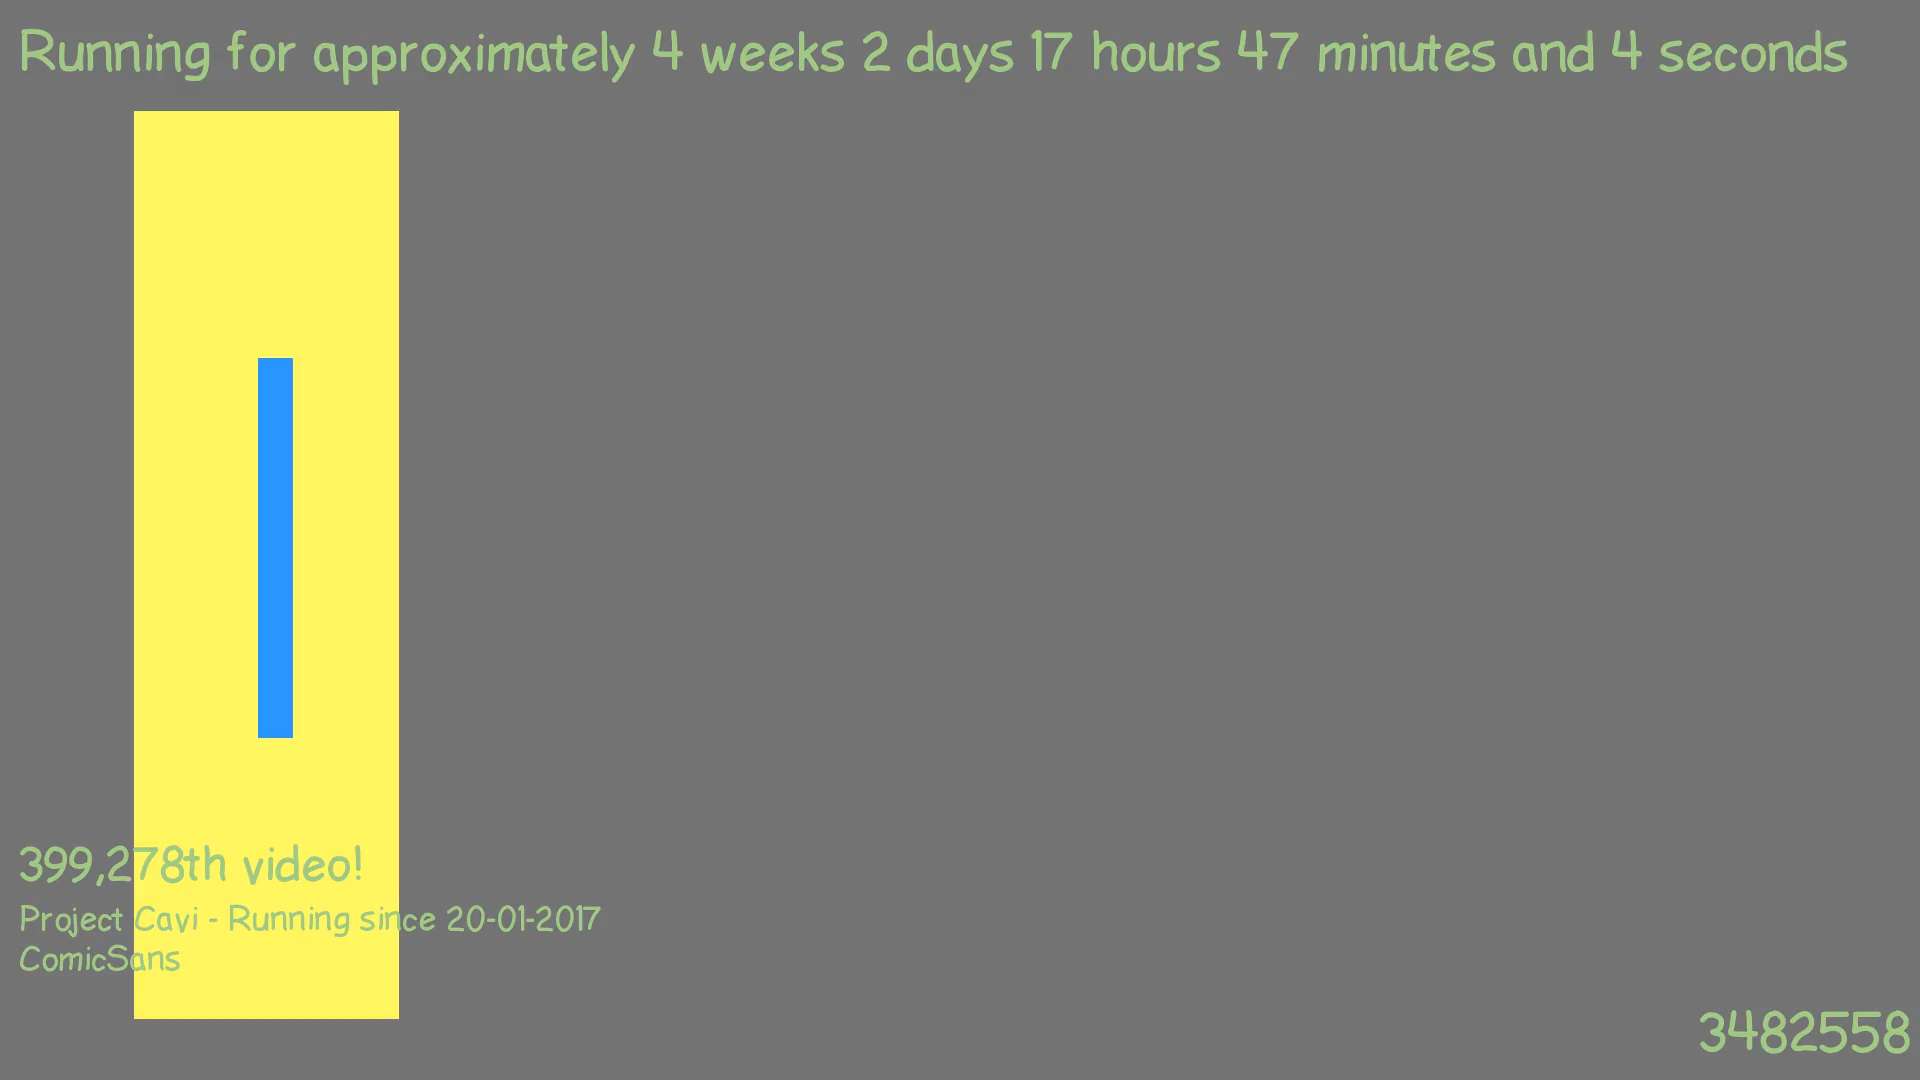 Running for approximately 4 weeks 2 days 17 hours 47 minutes and 4 seconds
399,278th video!
Project Cavi - Running since 20-01-2017
ComicSans
3482558